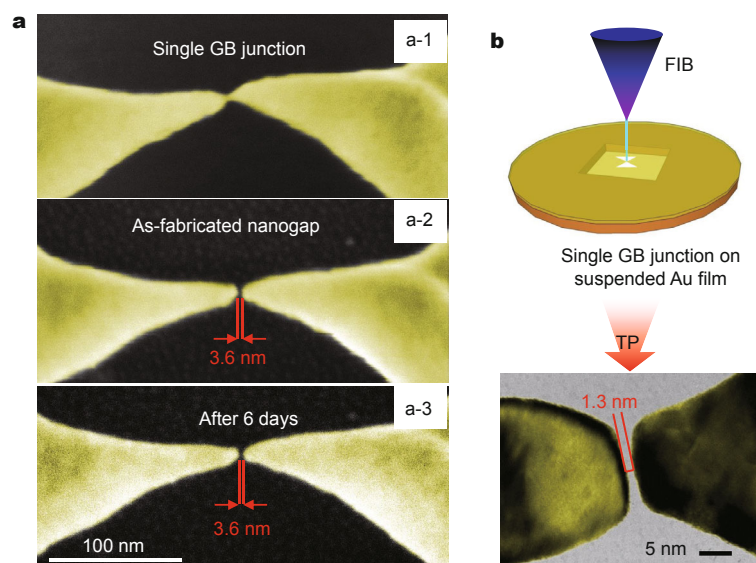 a
a-1
Single GB junction
a-2
As-fabricated nanogap
3.6 nm
a-3
After 6 days
3.6 nm
100 nm
b
FIB
Single GB junction on
suspended Au film
TP
1.3 nm
5 nm